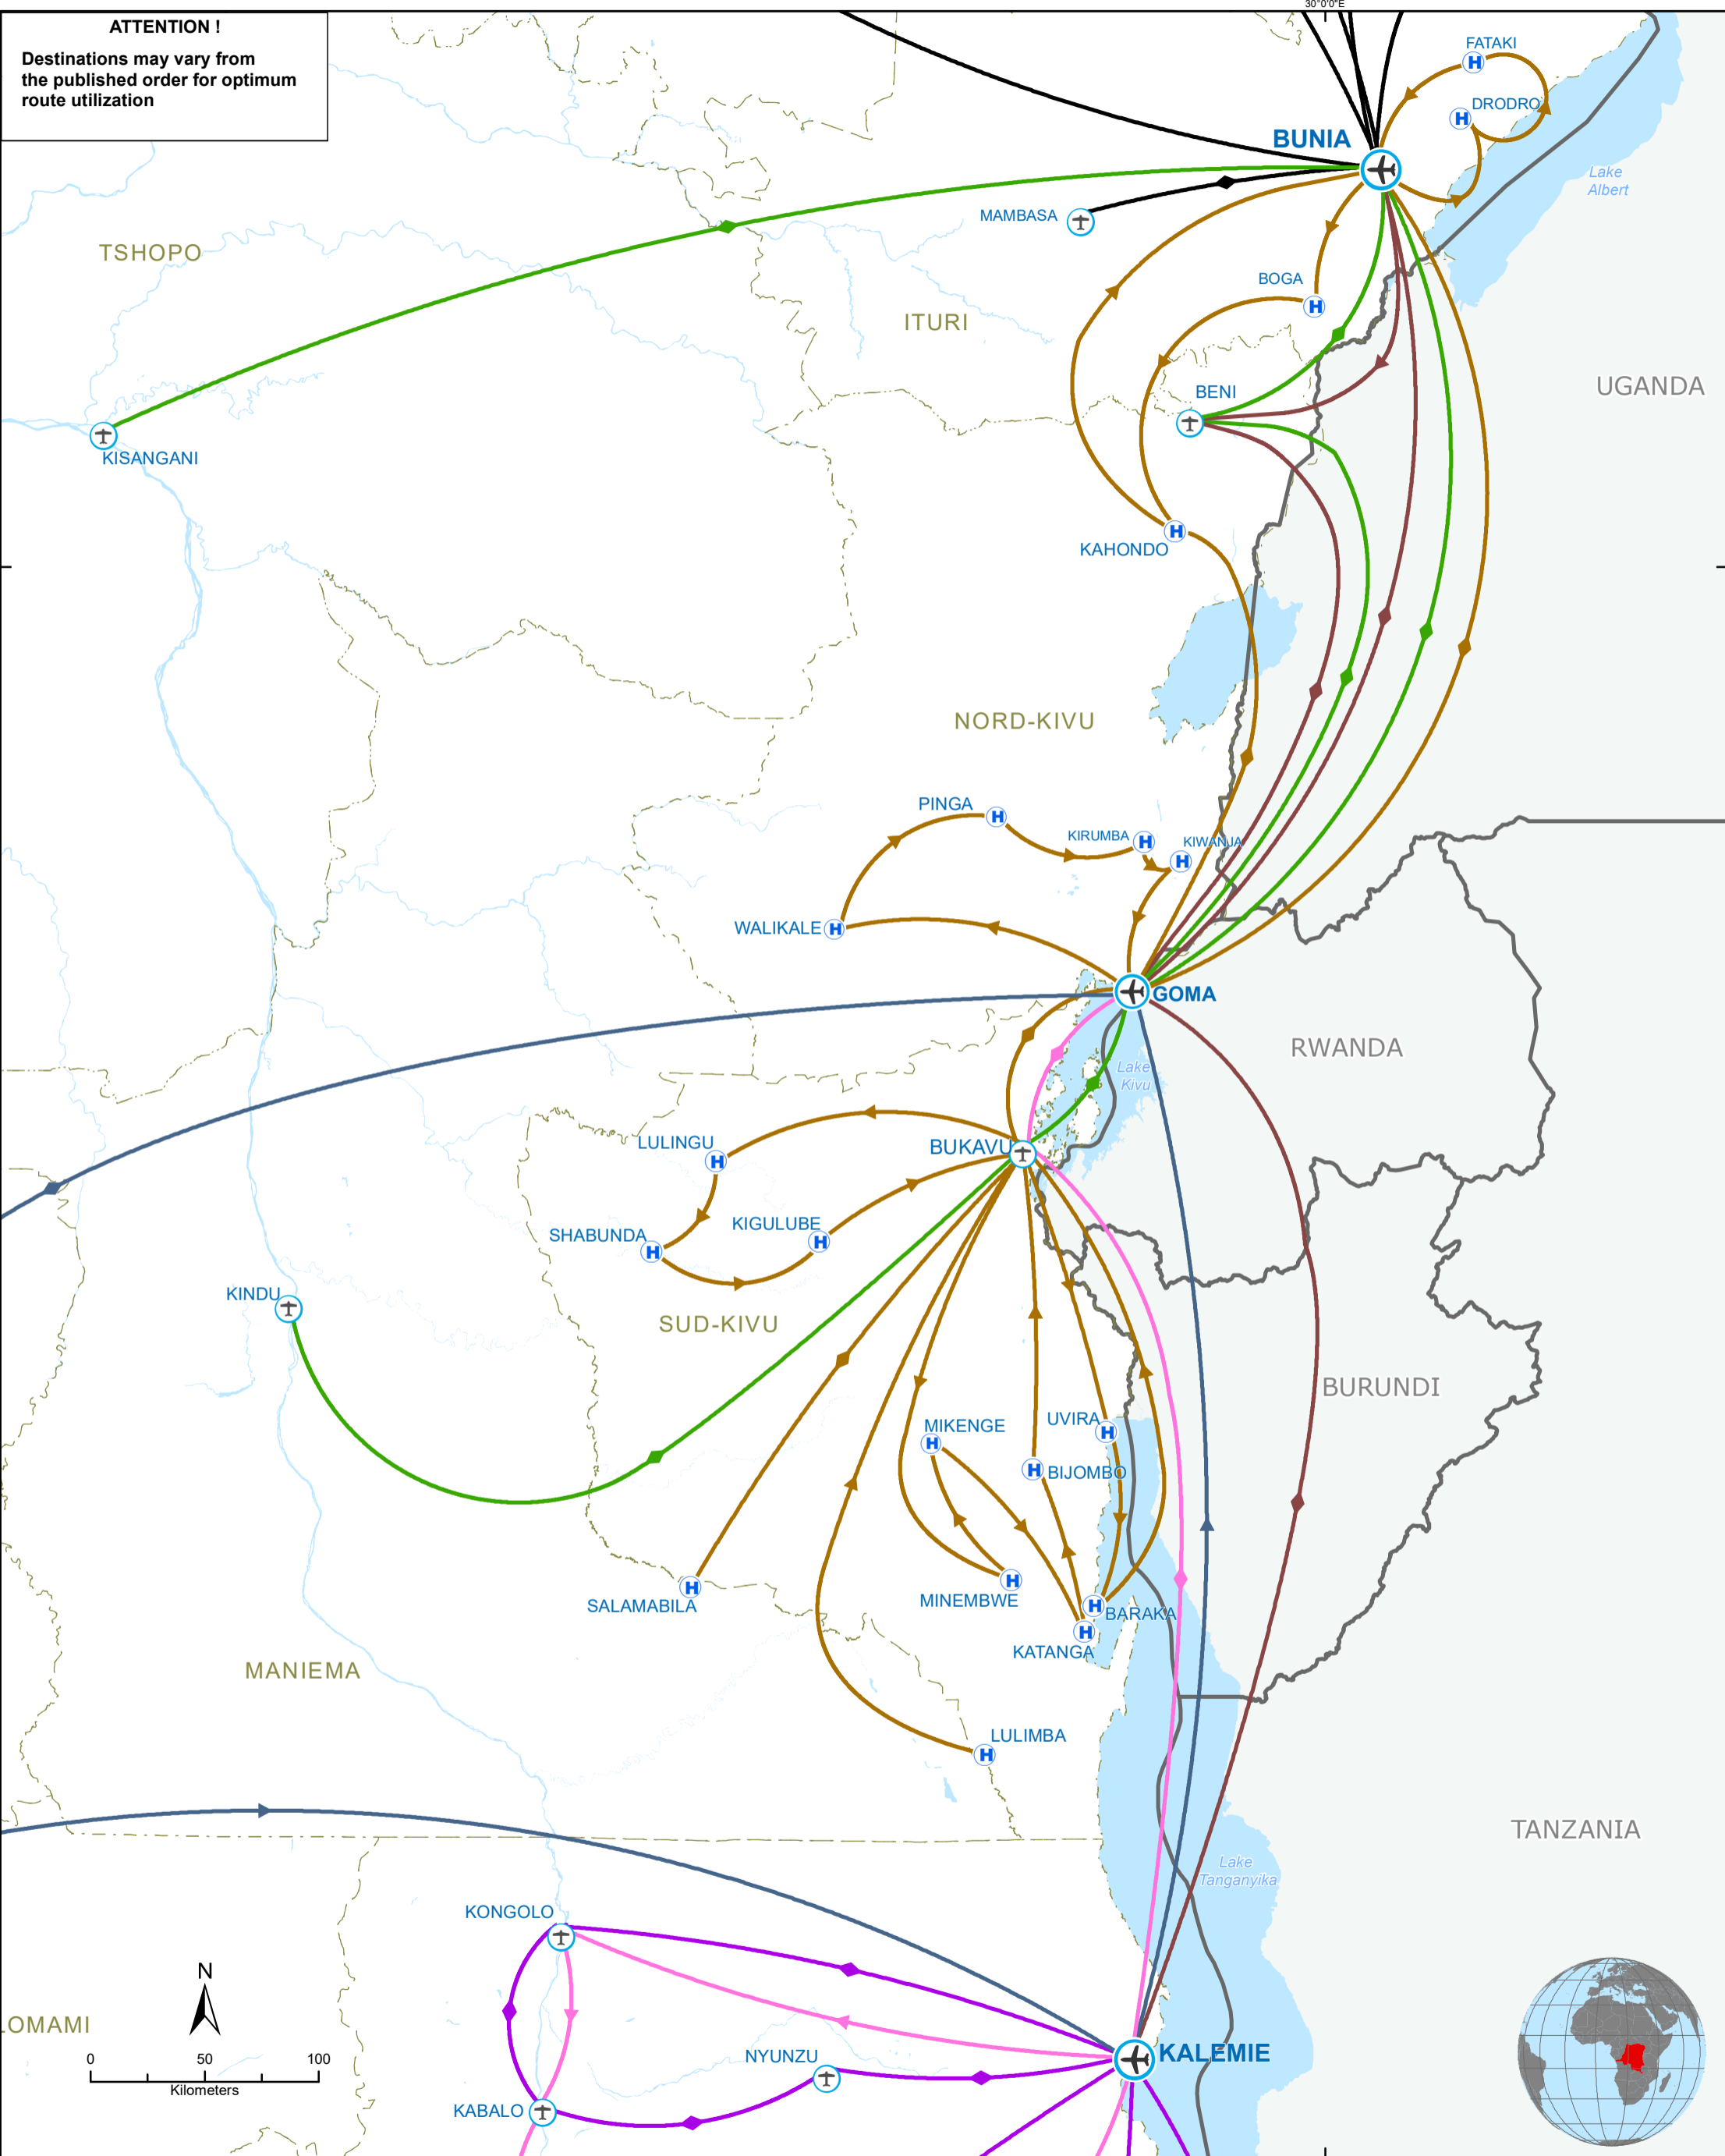 30°0'0"E
ATTENTION !
Destinations may vary from
the published order for optimum
route utilization
FATAKI
DRODRO
BUNIA
Lake
Albert
MAMBASA
TSHOPO
BOGA
ITURI
UGANDA
BENI
KISANGANI
KAHONDO
NORD-KIVU
PINGA
KIRUMBA
KIWANJA
WALIKALE
GOMA
RWANDA
Lake
Kivu
LULINGU
BUKAVU
KIGULUBE
SHABUNDA
KINDU
SUD-KIVU
BURUNDI
MIKENGE
UVIRA
BIJOMBO
MINEMBWE
SALAMABILA
BARAKA
KATANGA
MANIEMA
LULIMBA
TANZANIA
Lake
Tanganyika
KONGOLO
N
LOMAMI
KALEMIE
NYUNZU
0 50 100
Kilometers
KABALO